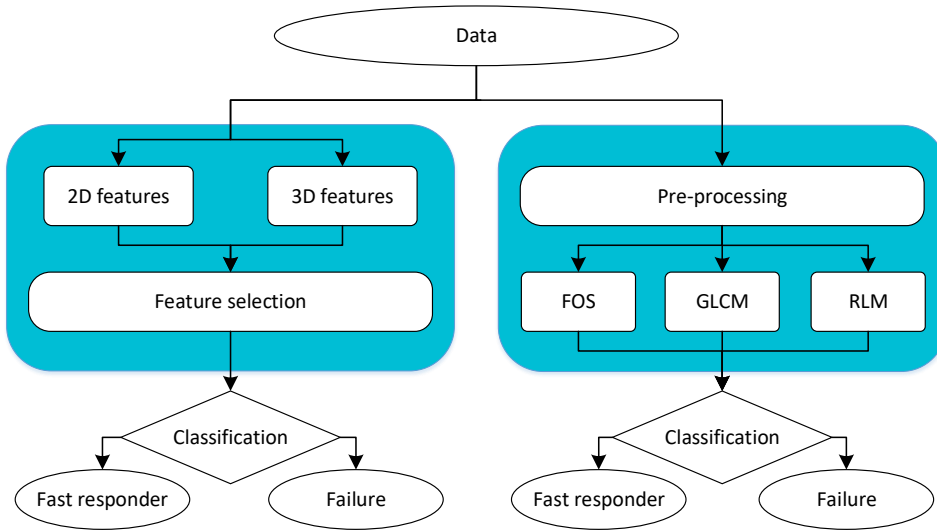 Data
2D features
3D features
Feature selection
Classification
Fast responder
Failure
Pre-processing
FOS
GLCM
RLM
Classification
Fast responder
Failure